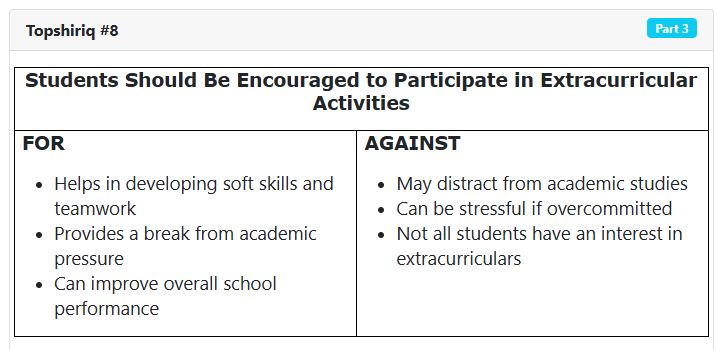 Topshiriq #8
Part 3
Students Should Be Encouraged to Participate in Extracurricular
Activities
FOR
• Helps in developing soft skills and
teamwork
• Provides a break from academic
pressure
• Can improve overall school
performance
AGAINST
• May distract from academic studies
• Can be stressful if overcommitted
• Not all students have an interest in
extracurriculars